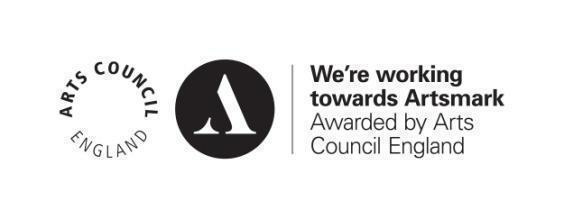 ARTS COUNCIL
ENGLAND
A
We're working
towards Artsmark
Awarded by Arts
Council England